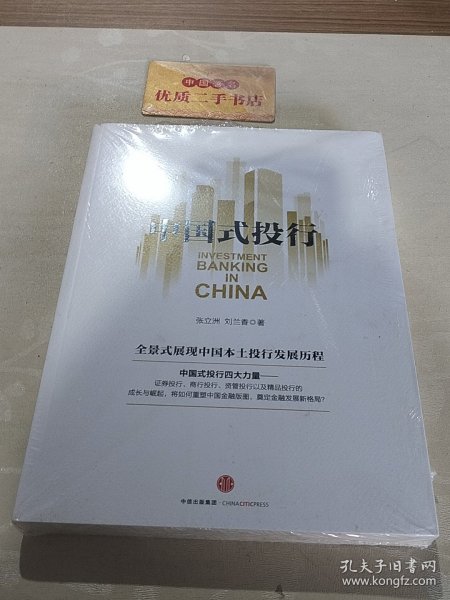 中国书店
优质二手书店
中国式投行
INVESTMENT
BANKING
IN
CHINA
张立洲 刘兰香◎著
全景式展现中国本土投行发展历程
中国式投行四大力量——
证券投行、商行投行、资管投行以及精品投行的
成长与崛起，将如何重塑中国金融版图，奠定金融发展新格局？
中信出版集团·CHINACITICPRESS
孔夫子旧书网
www.kongfz.com